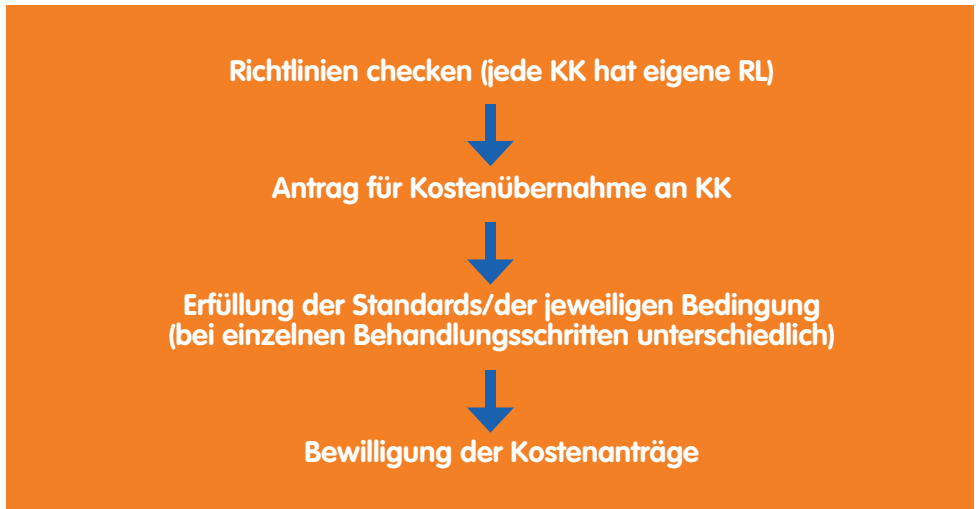 Richtlinien checken (jede KK hat eigene RL)
Antrag für Kostenübernahme an KK
Erfüllung der Standards/der jeweiligen Bedingung
(bei einzelnen Behandlungsschritten unterschiedlich)
Bewilligung der Kostenanträge